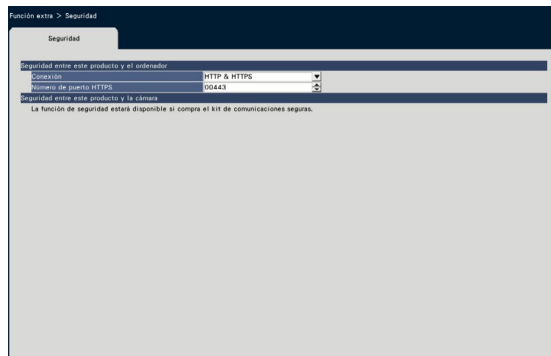 Función extra > Seguridad
Seguridad
Seguridad entre este producto y el ordenador
Conexión HTTP & HTTPS
Número de puerto HTTPS 00443
Seguridad entre este producto y la cámara
La función de seguridad estará disponible si compra el kit de comunicaciones seguras.